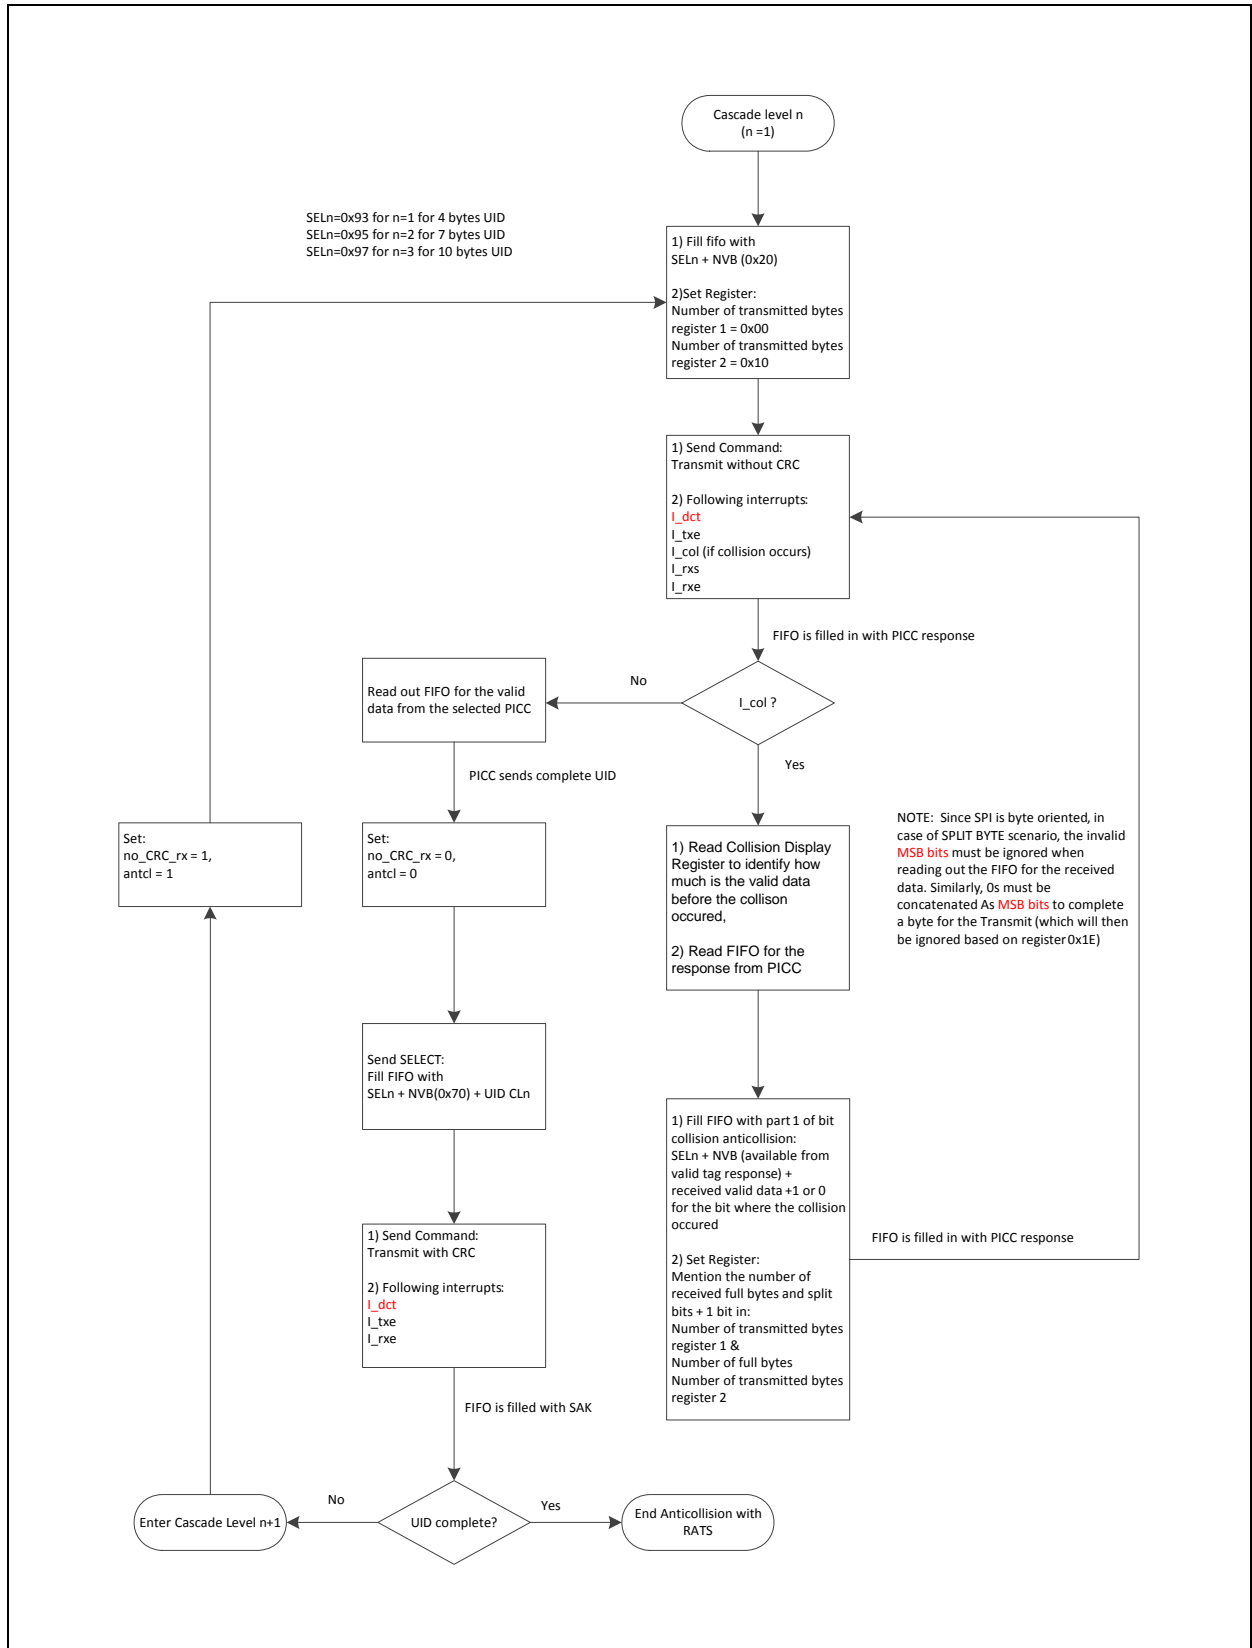 Cascade level n
(n =1)
SELn=0x93 for n=1 for 4 bytes UID
SELn=0x95 for n=2 for 7 bytes UID
SELn=0x97 for n=3 for 10 bytes UID
1) Fill fifo with
SELn + NVB (0x20)
2)Set Register:
Number of transmitted bytes
register 1 = 0x00
Number of transmitted bytes
register 2 = 0x10
1) Send Command:
Transmit without CRC
2) Following interrupts:
I_dct
I_txe
I_col (if collision occurs)
I_rxs
I_rxe
FIFO is filled in with PICC response
I_col ?
No
Yes
Read out FIFO for the valid
data from the selected PICC
PICC sends complete UID
Set:
no_CRC_rx = 1,
antcl = 1
Set:
no_CRC_rx = 0,
antcl = 0
1) Read Collision Display
Register to identify how
much is the valid data
before the collison
occured,
2) Read FIFO for the
response from PICC
NOTE:  Since SPI is byte oriented, in
case of SPLIT BYTE scenario, the invalid
MSB bits must be ignored when
reading out the FIFO for the received
data. Similarly, 0s must be
concatenated As MSB bits to complete
a byte for the Transmit (which will then
be ignored based on register 0x1E)
Send SELECT:
Fill FIFO with
SELn + NVB(0x70) + UID CLn
1) Fill FIFO with part 1 of bit
collision anticollision:
SELn + NVB (available from
valid tag response) +
received valid data +1 or 0
for the bit where the collision
occured
2) Set Register:
Mention the number of
received full bytes and split
bits + 1 bit in:
Number of transmitted bytes
register 1 &
Number of full bytes
Number of transmitted bytes
register 2
FIFO is filled in with PICC response
1) Send Command:
Transmit with CRC
2) Following interrupts:
I_dct
I_txe
I_rxe
FIFO is filled with SAK
UID complete?
No
Yes
Enter Cascade Level n+1
End Anticollision with
RATS